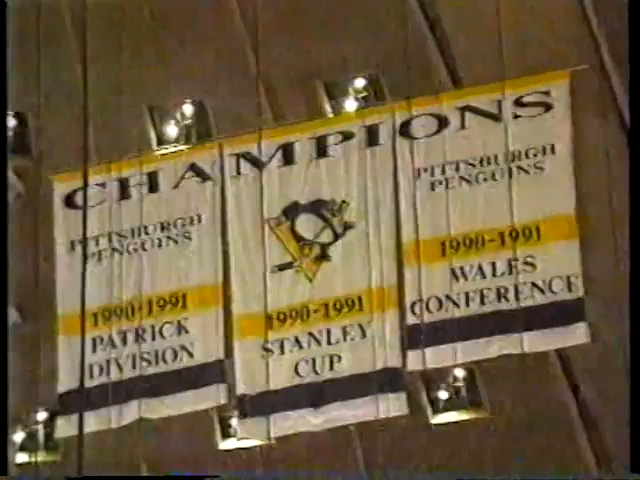 CHAMPIONS
PITTSBURGH
PENGUINS
1990-1991
PATRICK
DIVISION
1990-1991
STANLEY
CUP
PITTSBURGH
PENGUINS
1990-1991
WALES
CONFERENCE